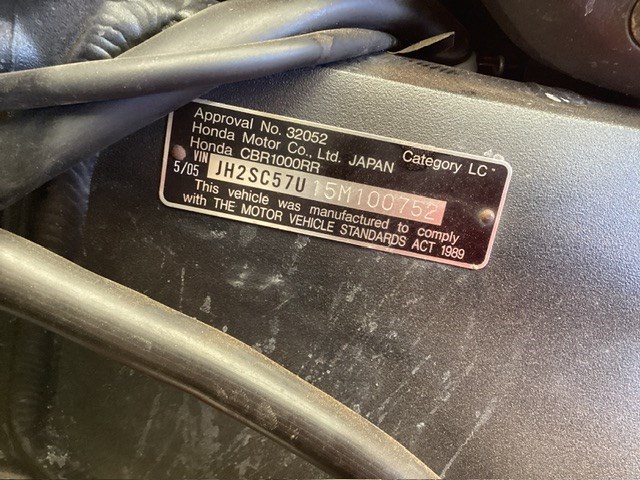 Approval No. 32052 Category LC
Honda Motor Co., Ltd. JAPAN
Honda CBR1000RR
VIN
5/05 JH2SC57U15M100752
This vehicle was manufactured to comply
with THE MOTOR VEHICLE STANDARDS ACT 1989